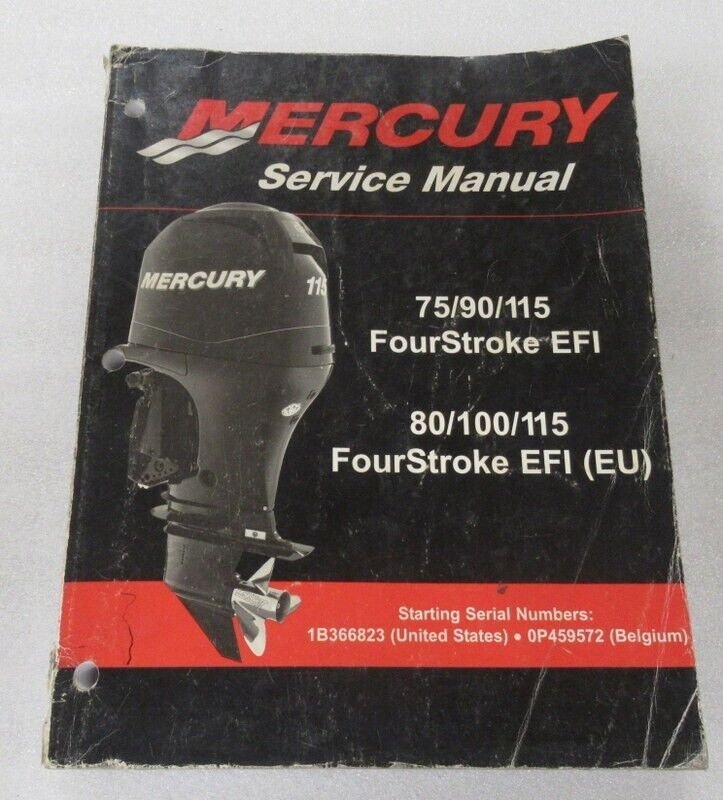 MERCURY
Service Manual
MERCURY
115
75/90/115
FourStroke EFI
80/100/115
FourStroke EFI (EU)
Starting Serial Numbers:
1B366823 (United States) • 0P459572 (Belgium)